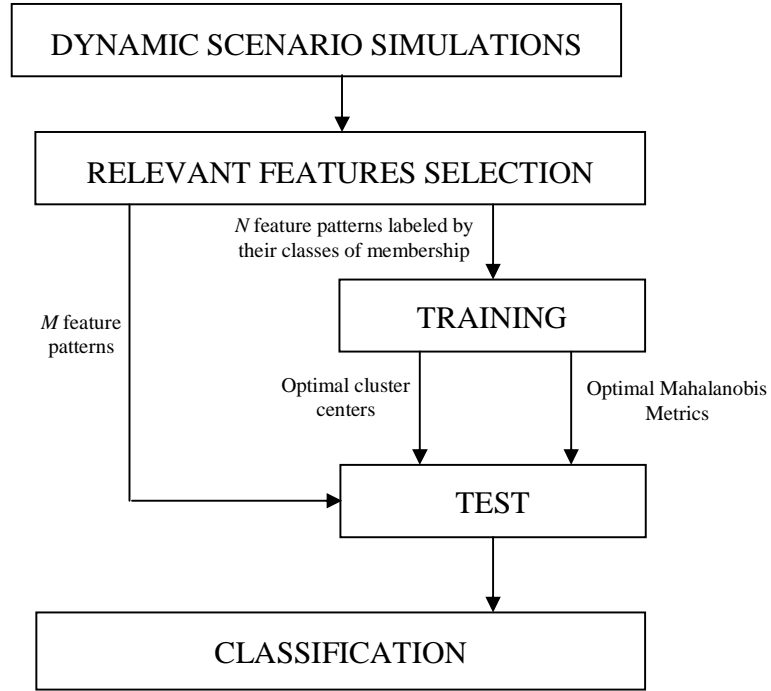 DYNAMIC SCENARIO SIMULATIONS
RELEVANT FEATURES SELECTION
N feature patterns labeled by
their classes of membership
TRAINING
M feature
patterns
Optimal cluster
centers
Optimal Mahalanobis
Metrics
TEST
CLASSIFICATION